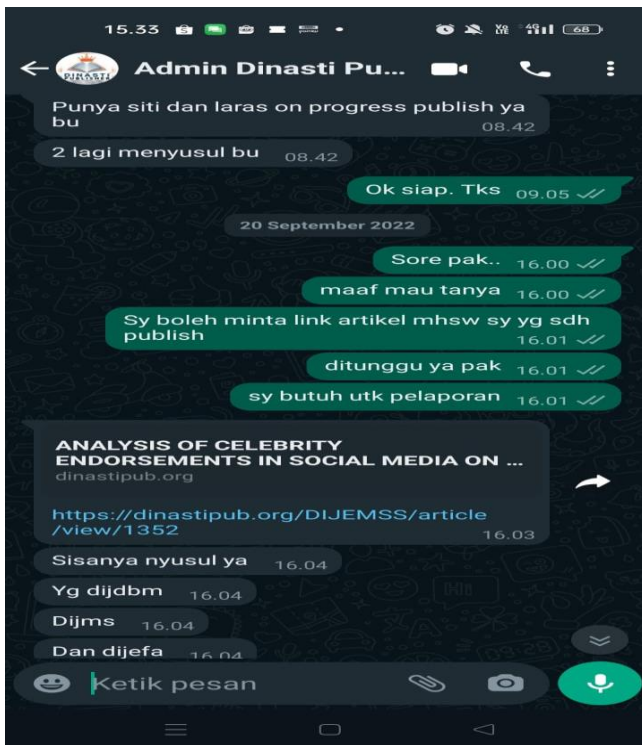 15.33
68
Admin Dinasti Pu...
Punya siti dan laras on progress publish ya
bu
08.42
2 lagi menyusul bu 08.42
Ok siap. Tks 09.05
20 September 2022
Sore pak.. 16.00
maaf mau tanya 16.00
Sy boleh minta link artikel mhsw sy yg sdh
publish
16.01
ditunggu ya pak 16.01
sy butuh utk pelaporan 16.01
ANALYSIS OF CELEBRITY
ENDORSEMENTS IN SOCIAL MEDIA ON ...
dinastipub.org
https://dinastipub.org/DIJEMSS/article
/view/1352
16.03
Sisanya nyusul ya 16.04
Yg dijdbm 16.04
Dijms 16.04
Dan dijefa 16.04
Ketik pesan